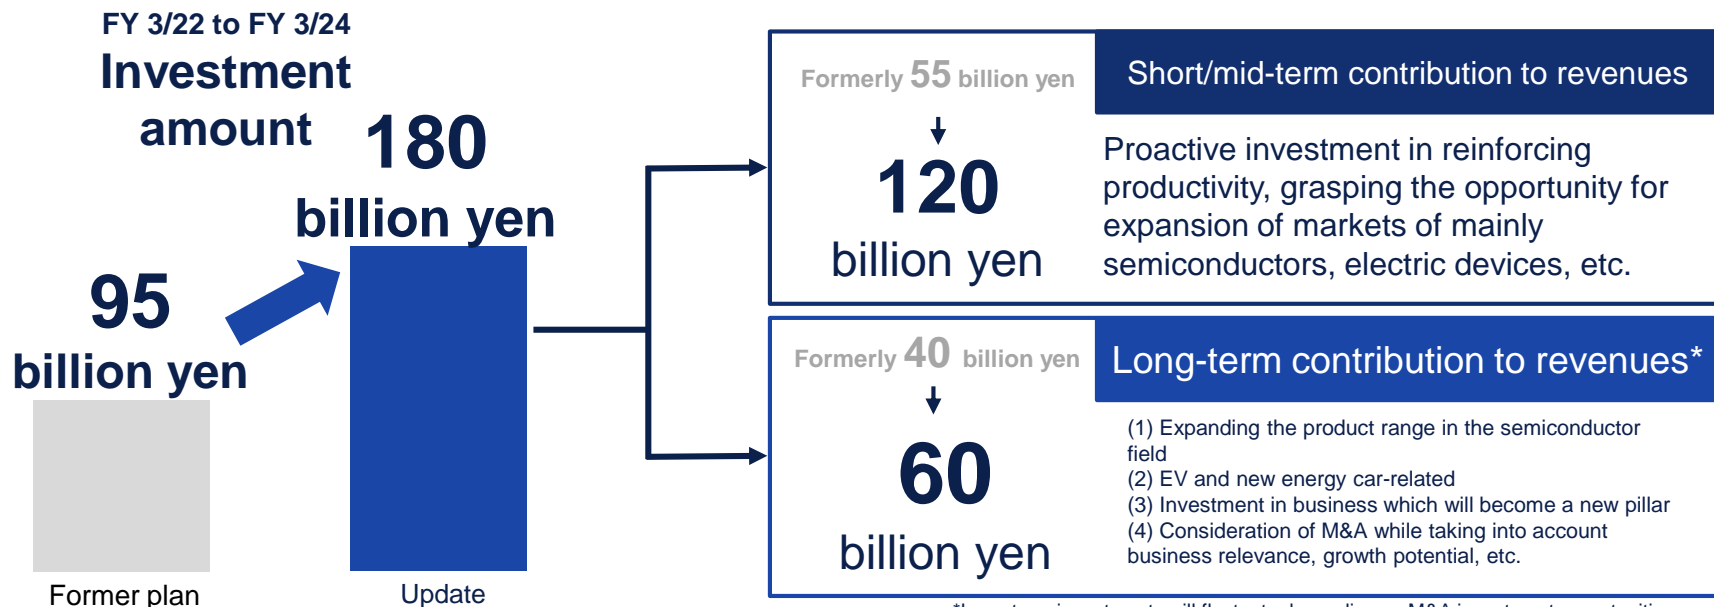 FY 3/22 to FY 3/24
Investment
amount
180
billion yen
95
billion yen
Former plan
Update
Formerly 55 billion yen
120
billion yen
Short/mid-term contribution to revenues
Proactive investment in reinforcing
productivity, grasping the opportunity for
expansion of markets of mainly
semiconductors, electric devices, etc.
Formerly 40 billion yen
60
billion yen
Long-term contribution to revenues*
(1) Expanding the product range in the semiconductor
field
(2) EV and new energy car-related
(3) Investment in business which will become a new pillar
(4) Consideration of M&A while taking into account
business relevance, growth potential, etc.